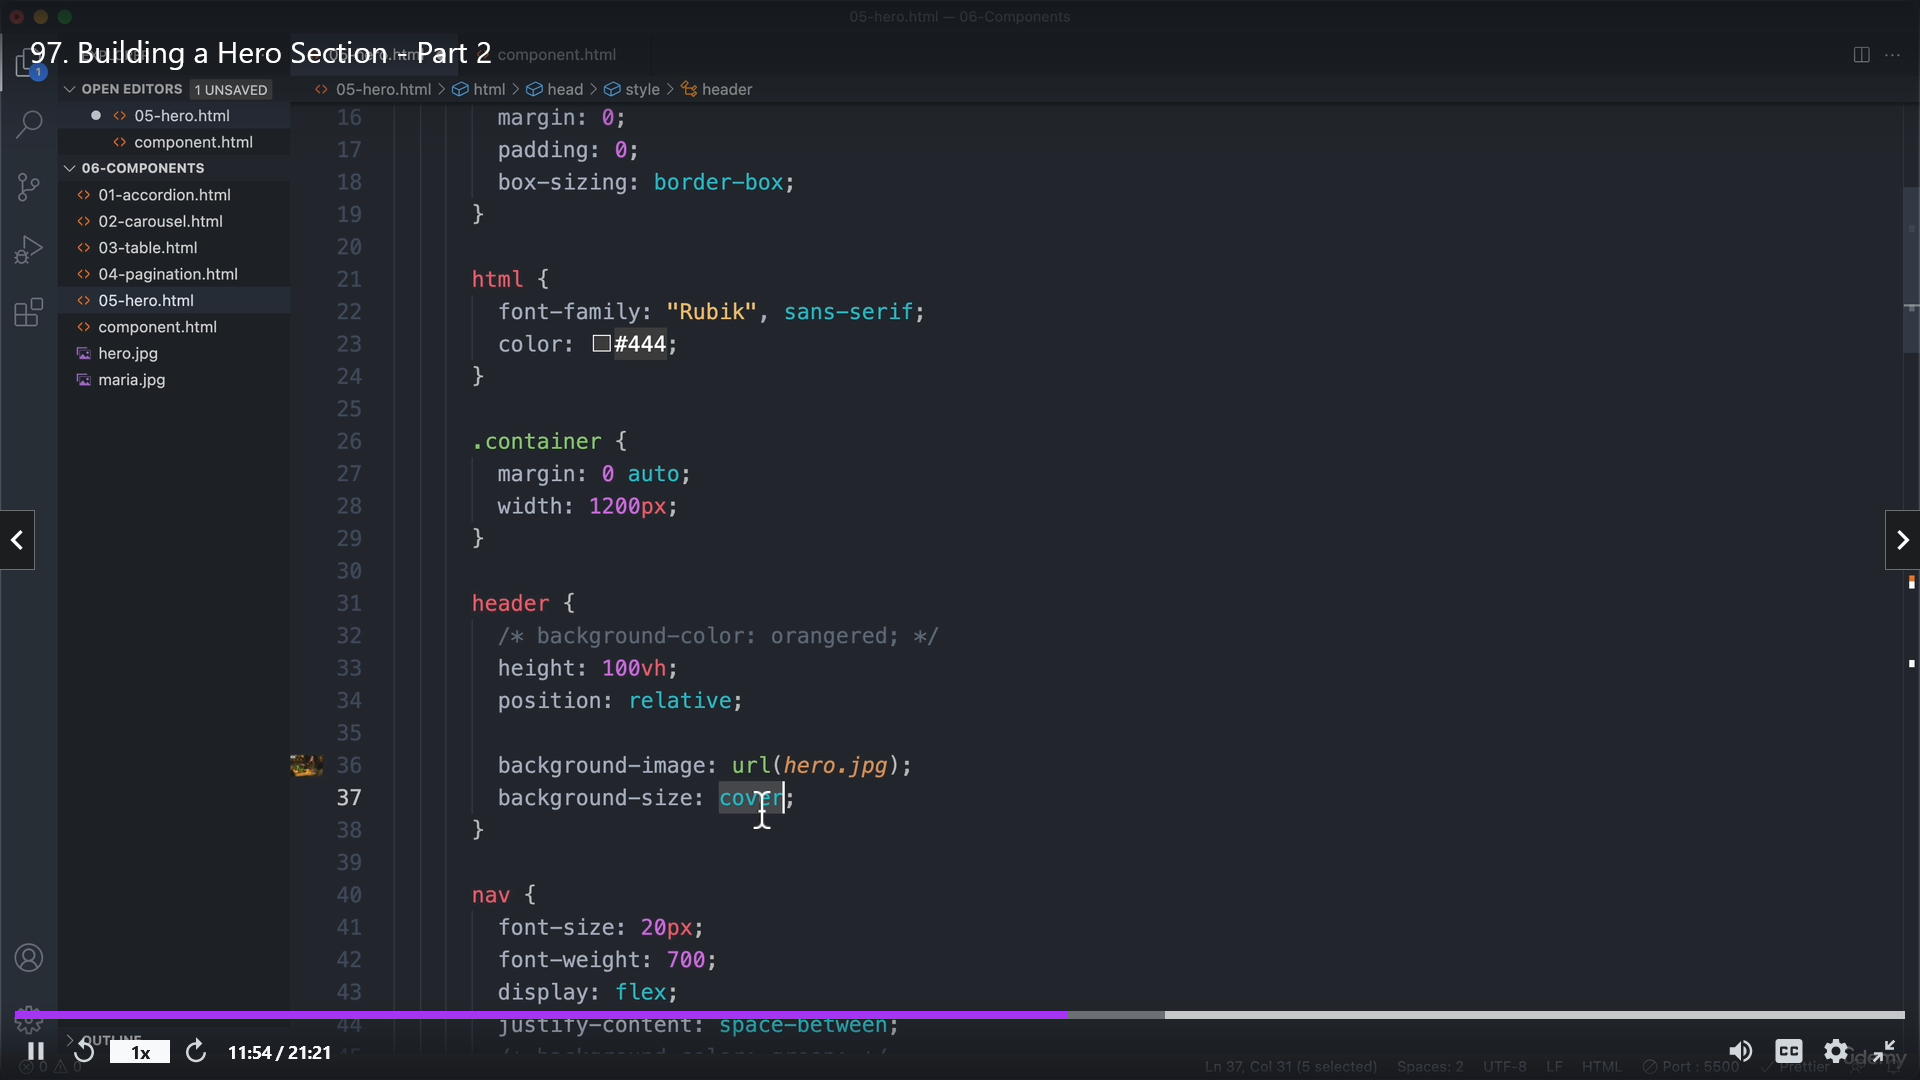 05-hero.html — 06-Components
97. Building a Hero Section - Part 2
component.html
1
OPEN EDITORS 1 UNSAVED
05-hero.html > html > head > style > header
05-hero.html
component.html
06-COMPONENTS
01-accordion.html
02-carousel.html
03-table.html
04-pagination.html
05-hero.html
component.html
hero.jpg
maria.jpg
16 margin: 0;
17 padding: 0;
18 box-sizing: border-box;
19 }
20
21 html {
22 font-family: "Rubik", sans-serif;
23 color: #444;
24 }
25
26 .container {
27 margin: 0 auto;
28 width: 1200px;
29 }
30
31 header {
32 /* background-color: orangered; */
33 height: 100vh;
34 position: relative;
35
36 background-image: url(hero.jpg);
37 background-size: cover;
38 }
39
40 nav {
41 font-size: 20px;
42 font-weight: 700;
43 display: flex;
44 justify-content: space-between;
OUTLINE
1x
11:54 / 21:21
CC
udemy
0 0
Ln 37, Col 31 (5 selected) Spaces: 2 UTF-8 LF HTML Port : 5500 Prettier